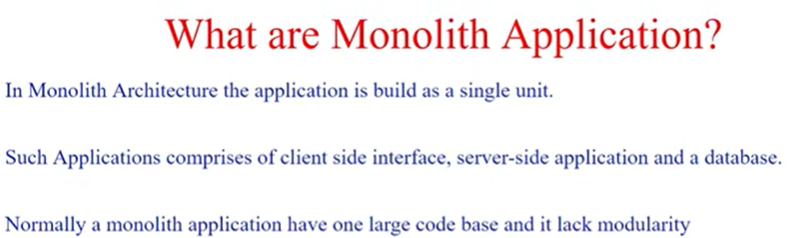 What are Monolith Application?
In Monolith Architecture the application is build as a single unit.
Such Applications comprises of client side interface, server-side application and a database.
Normally a monolith application have one large code base and it lack modularity